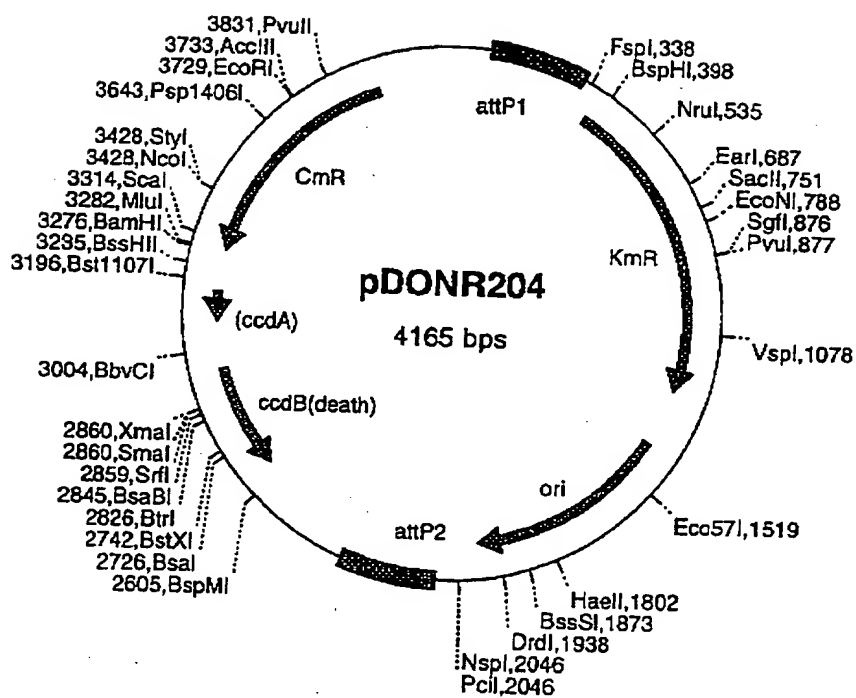 3831,PvuII
3733,AccIII
3729,EcoRI
3643,Psp1406I
3428,StyI
3428,NcoI
3314,ScaI
3282,MluI
3276,BamHI
3235,BssHII
3196,Bst1107I
3004,BbvCI
2860,XmaI
2860,SmaI
2859,SrfI
2845,BsaBI
2826,BtrI
2742,BstXI
2726,BsaI
2605,BspMI
attP1
CmR
KmR
pDONR204
4165 bps
(ccdA)
ccdB(death)
ori
attP2
FspI,338
BspHI,398
NruI,535
EarI,687
SacII,751
EcoNI,788
SgfI,876
PvuI,877
VspI,1078
Eco57I,1519
HaeII,1802
BssSI,1873
DrdI,1938
NspI,2046
PciI,2046